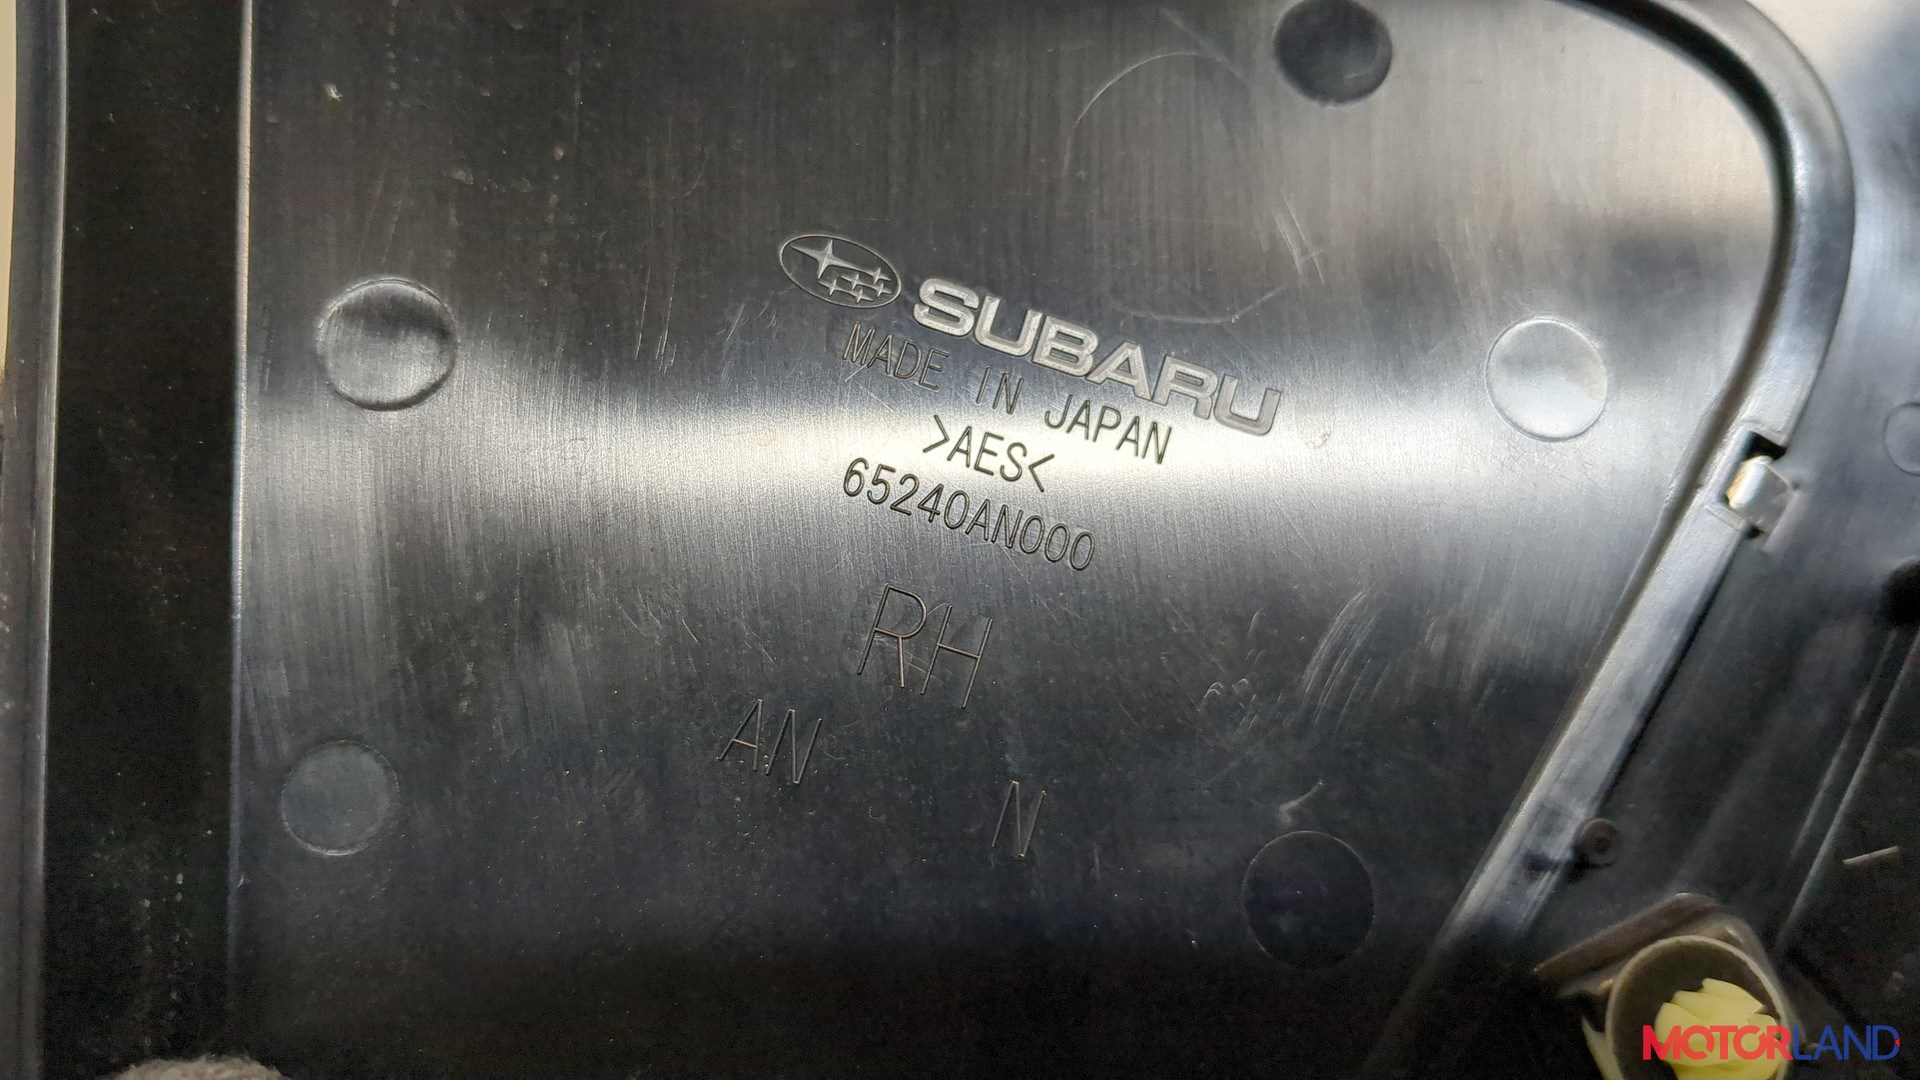 SUBARU
MADE IN JAPAN
>AES<
65240AN000
RH
AN
N
MOTORLAND